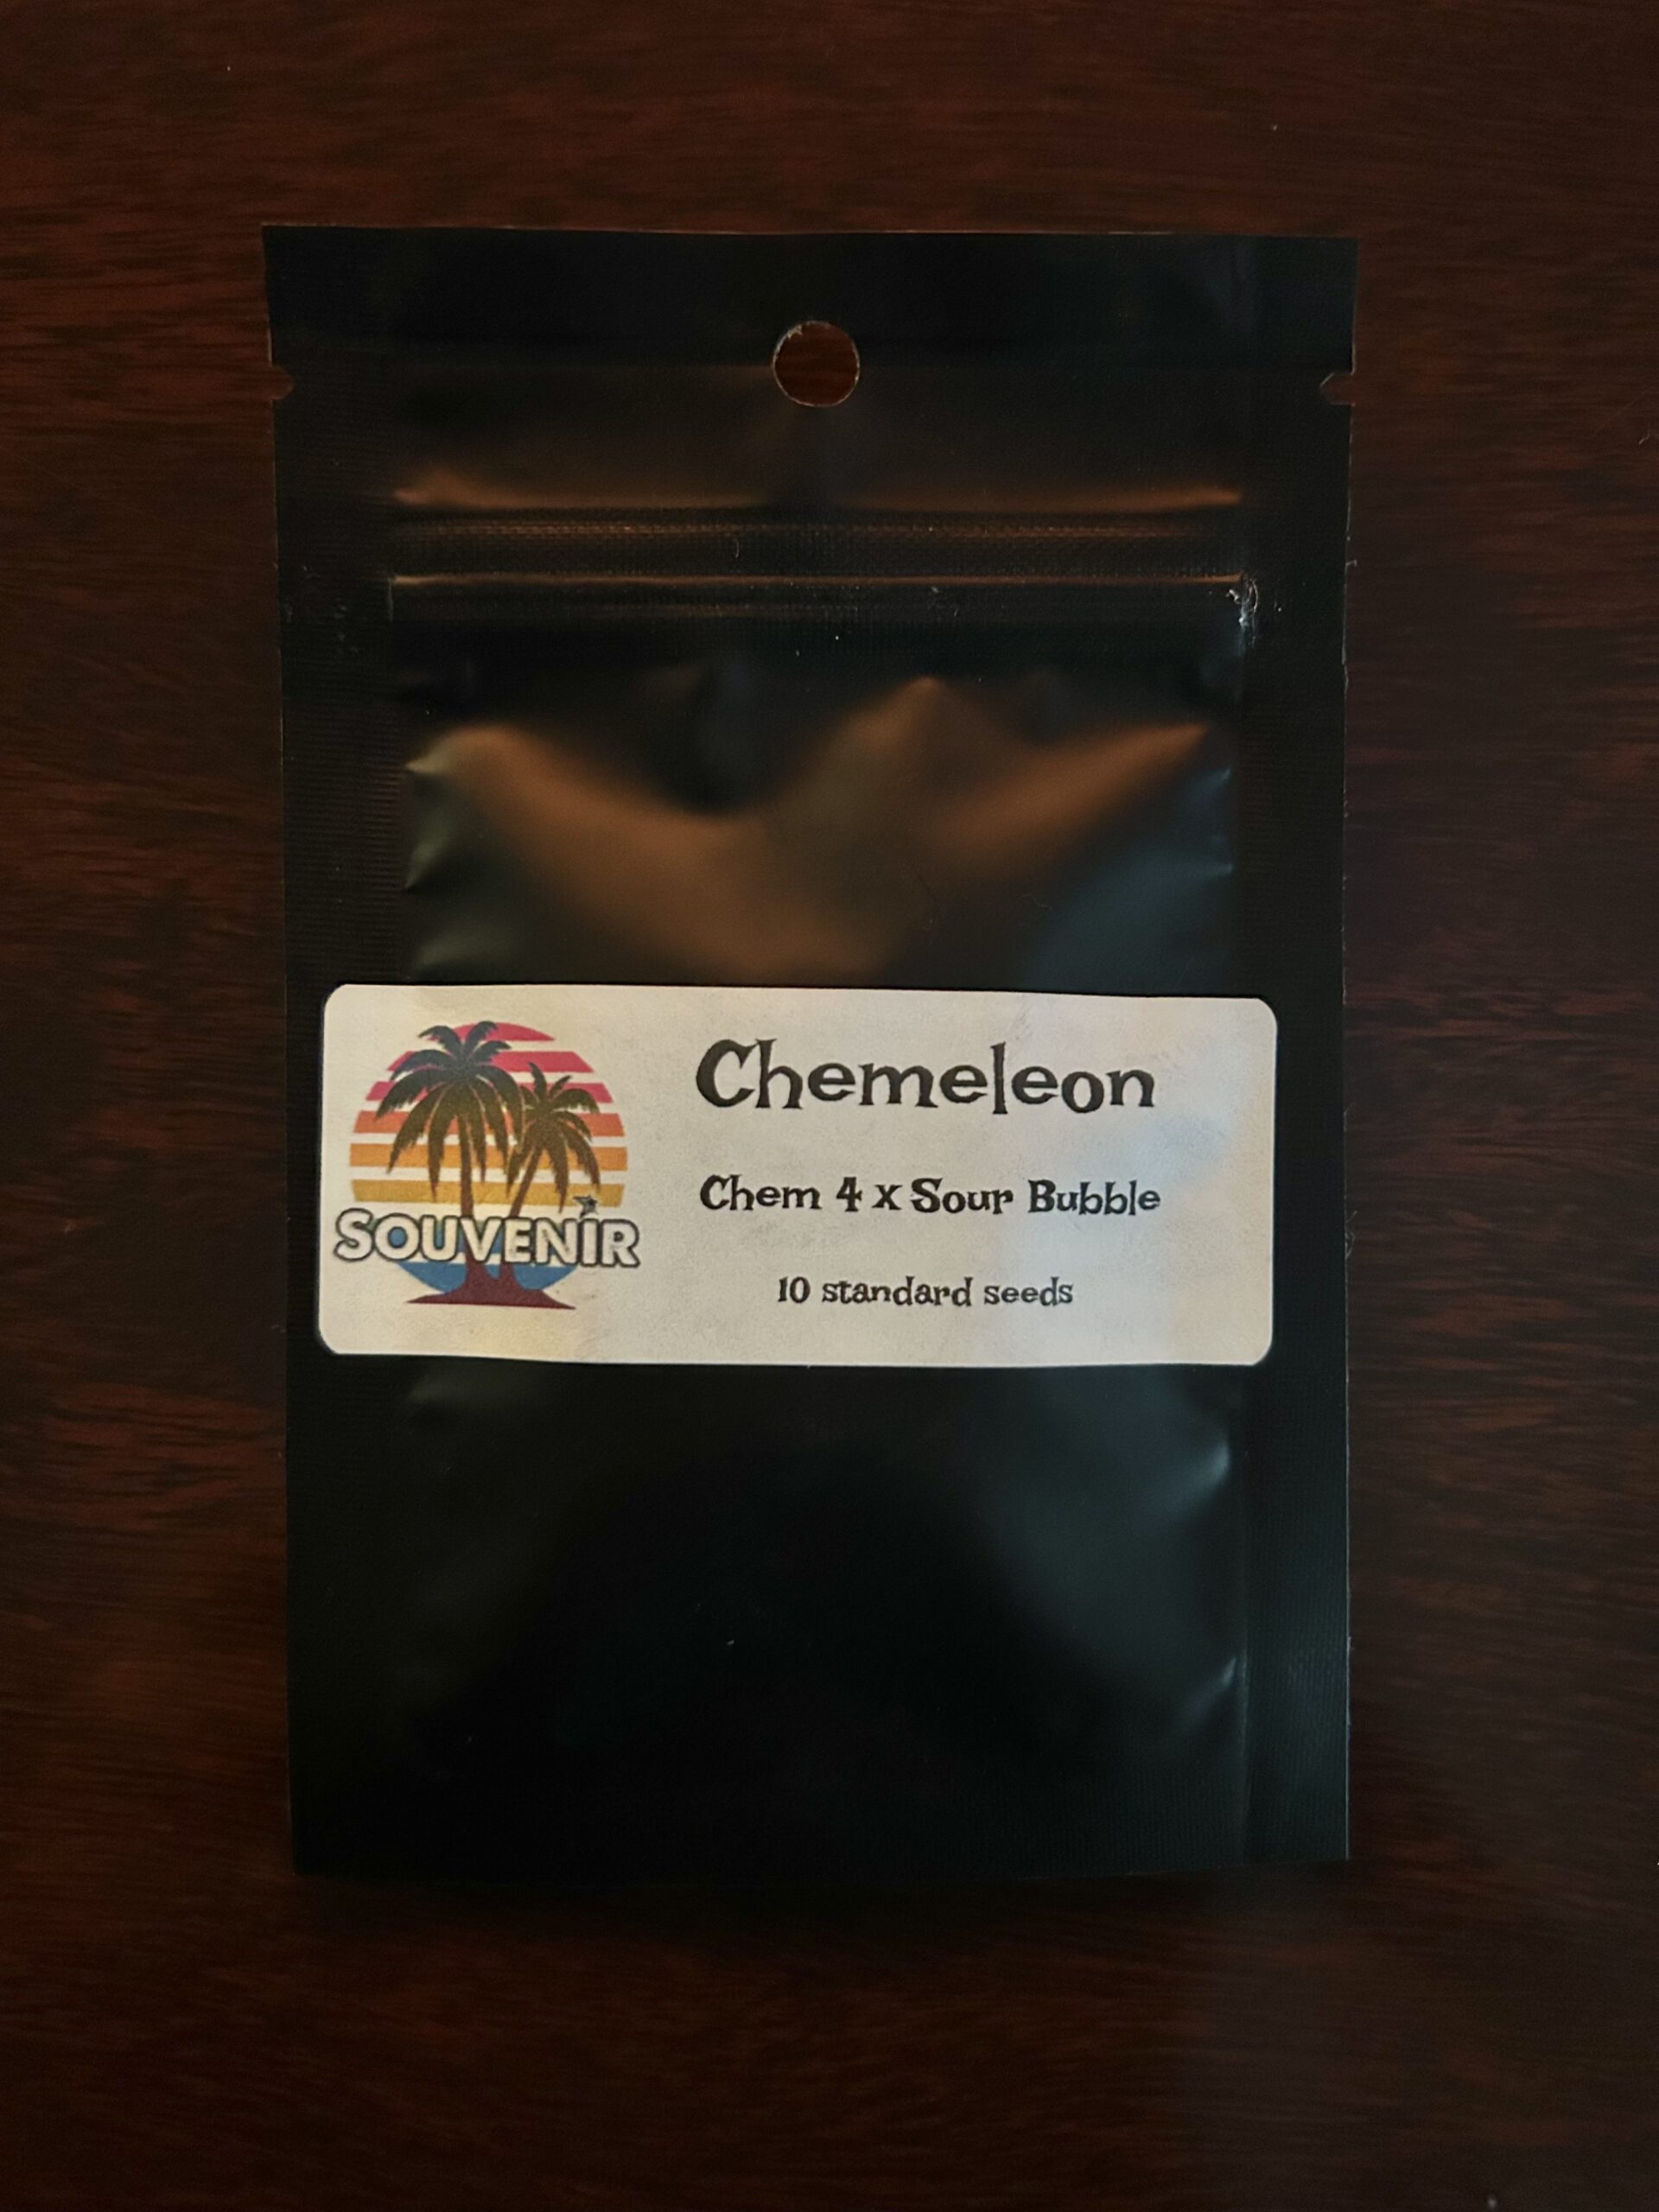 Chemeleon
Chem 4 x Sour Bubble
10 standard seeds
SOUVENIR